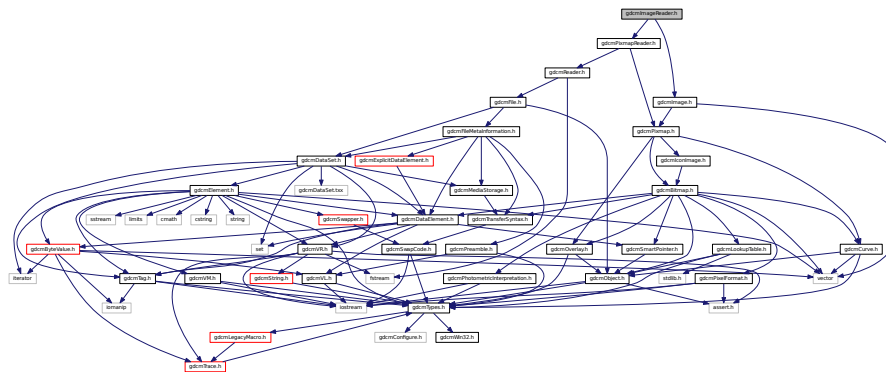 gdcmImageReader.h
gdcmPixmapReader.h
gdcmReader.h
gdcmFile.h
gdcmImage.h
gdcmFileMetaInformation.h
gdcmPixmap.h
gdcmDataSet.h
gdcmExplicitDataElement.h
gdcmIconImage.h
gdcmElement.h
gdcmDataSet.txx
gdcmMediaStorage.h
gdcmBitmap.h
sstream
limits
cmath
cstring
string
gdcmSwapper.h
gdcmDataElement.h
gdcmTransferSyntax.h
gdcmByteValue.h
set
gdcmVR.h
gdcmSwapCode.h
gdcmPreamble.h
gdcmOverlay.h
gdcmSmartPointer.h
gdcmLookupTable.h
gdcmCurve.h
iterator
gdcmTag.h
gdcmVM.h
gdcmString.h
gdcmVL.h
fstream
gdcmPhotometricInterpretation.h
gdcmObject.h
stdlib.h
gdcmPixelFormat.h
vector
iomanip
iostream
gdcmTypes.h
assert.h
gdcmLegacyMacro.h
gdcmConfigure.h
gdcmWin32.h
gdcmTrace.h